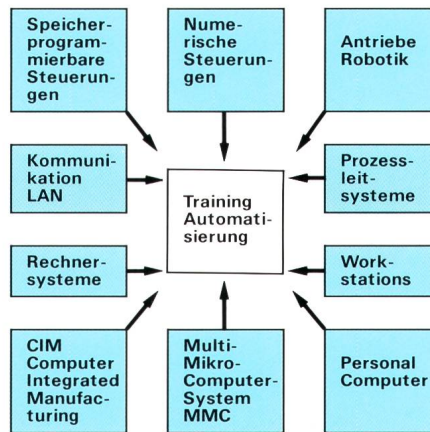 Speicher-
program-
mierbare
Steuerun-
gen
Nume-
rische
Steuerun-
gen
Antriebe
Robotik
Kommuni-
kation
LAN
Training
Automati-
sierung
Prozess-
leit-
systeme
Rechner-
systeme
Work-
stations
CIM
Computer
Integrated
Manufac-
turing
Multi-
Mikro-
Computer-
System
MMC
Personal
Computer